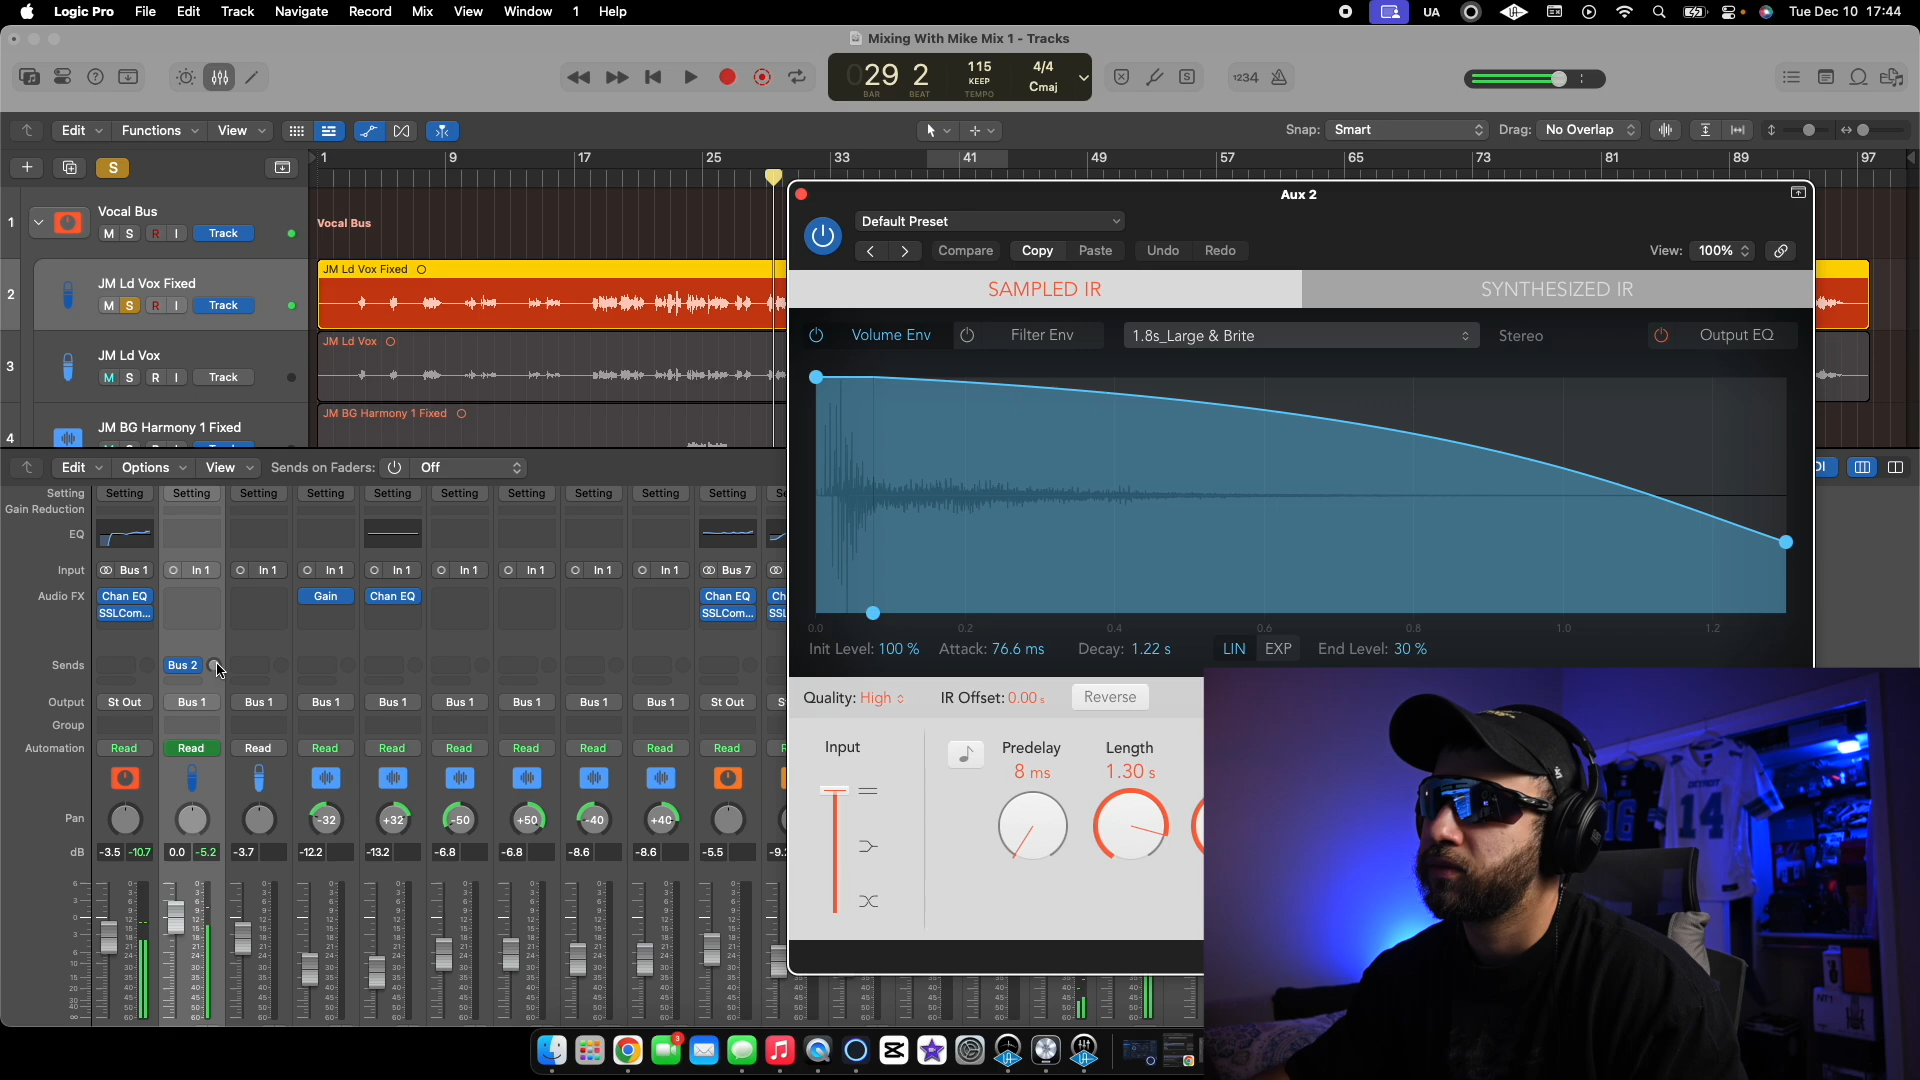 Logic Pro File Edit Track Navigate Record Mix View Window 1 Help
UA Tue Dec 10 17:44
Mixing With Mike Mix 1 - Tracks
29 2 115 KEEP 4/4 Cmaj
BAR BEAT TEMPO
1234
Edit Functions View
Snap: Smart Drag: No Overlap
S
1 9 17 25 33 41 49 57 65 73 81 89 97
1 Vocal Bus
M S R I Track
Vocal Bus
2 JM Ld Vox Fixed
M S R I Track
JM Ld Vox Fixed
3 JM Ld Vox
M S R I Track
JM Ld Vox
4 JM BG Harmony 1 Fixed
JM BG Harmony 1 Fixed
Aux 2
Default Preset
Compare Copy Paste Undo Redo
View: 100%
SAMPLED IR SYNTHESIZED IR
Volume Env Filter Env 1.8s_Large & Brite Stereo Output EQ
0.0 0.2 0.4 0.6 0.8 1.0 1.2
Init Level: 100 % Attack: 76.6 ms Decay: 1.22 s LIN EXP End Level: 30 %
Quality: High IR Offset: 0.00 s Reverse
Input Predelay Length
8 ms 1.30 s
Edit Options View Sends on Faders: Off
Setting Setting Setting Setting Setting Setting Setting Setting Setting Setting Setting
Gain Reduction
EQ
Input Bus 1 In 1 In 1 In 1 In 1 In 1 In 1 In 1 In 1 Bus 7
Audio FX Chan EQ Gain Chan EQ Chan EQ
SSLCom... SSLCom...
Sends Bus 2
Output St Out Bus 1 Bus 1 Bus 1 Bus 1 Bus 1 Bus 1 Bus 1 Bus 1 St Out
Group
Automation Read Read Read Read Read Read Read Read Read Read
Pan -32 +32 -50 +50 -40 +40
dB -3.5 -10.7 0.0 -5.2 -3.7 -12.2 -13.2 -6.8 -6.8 -8.6 -8.6 -5.5
DETROIT
14
16
NT1
3